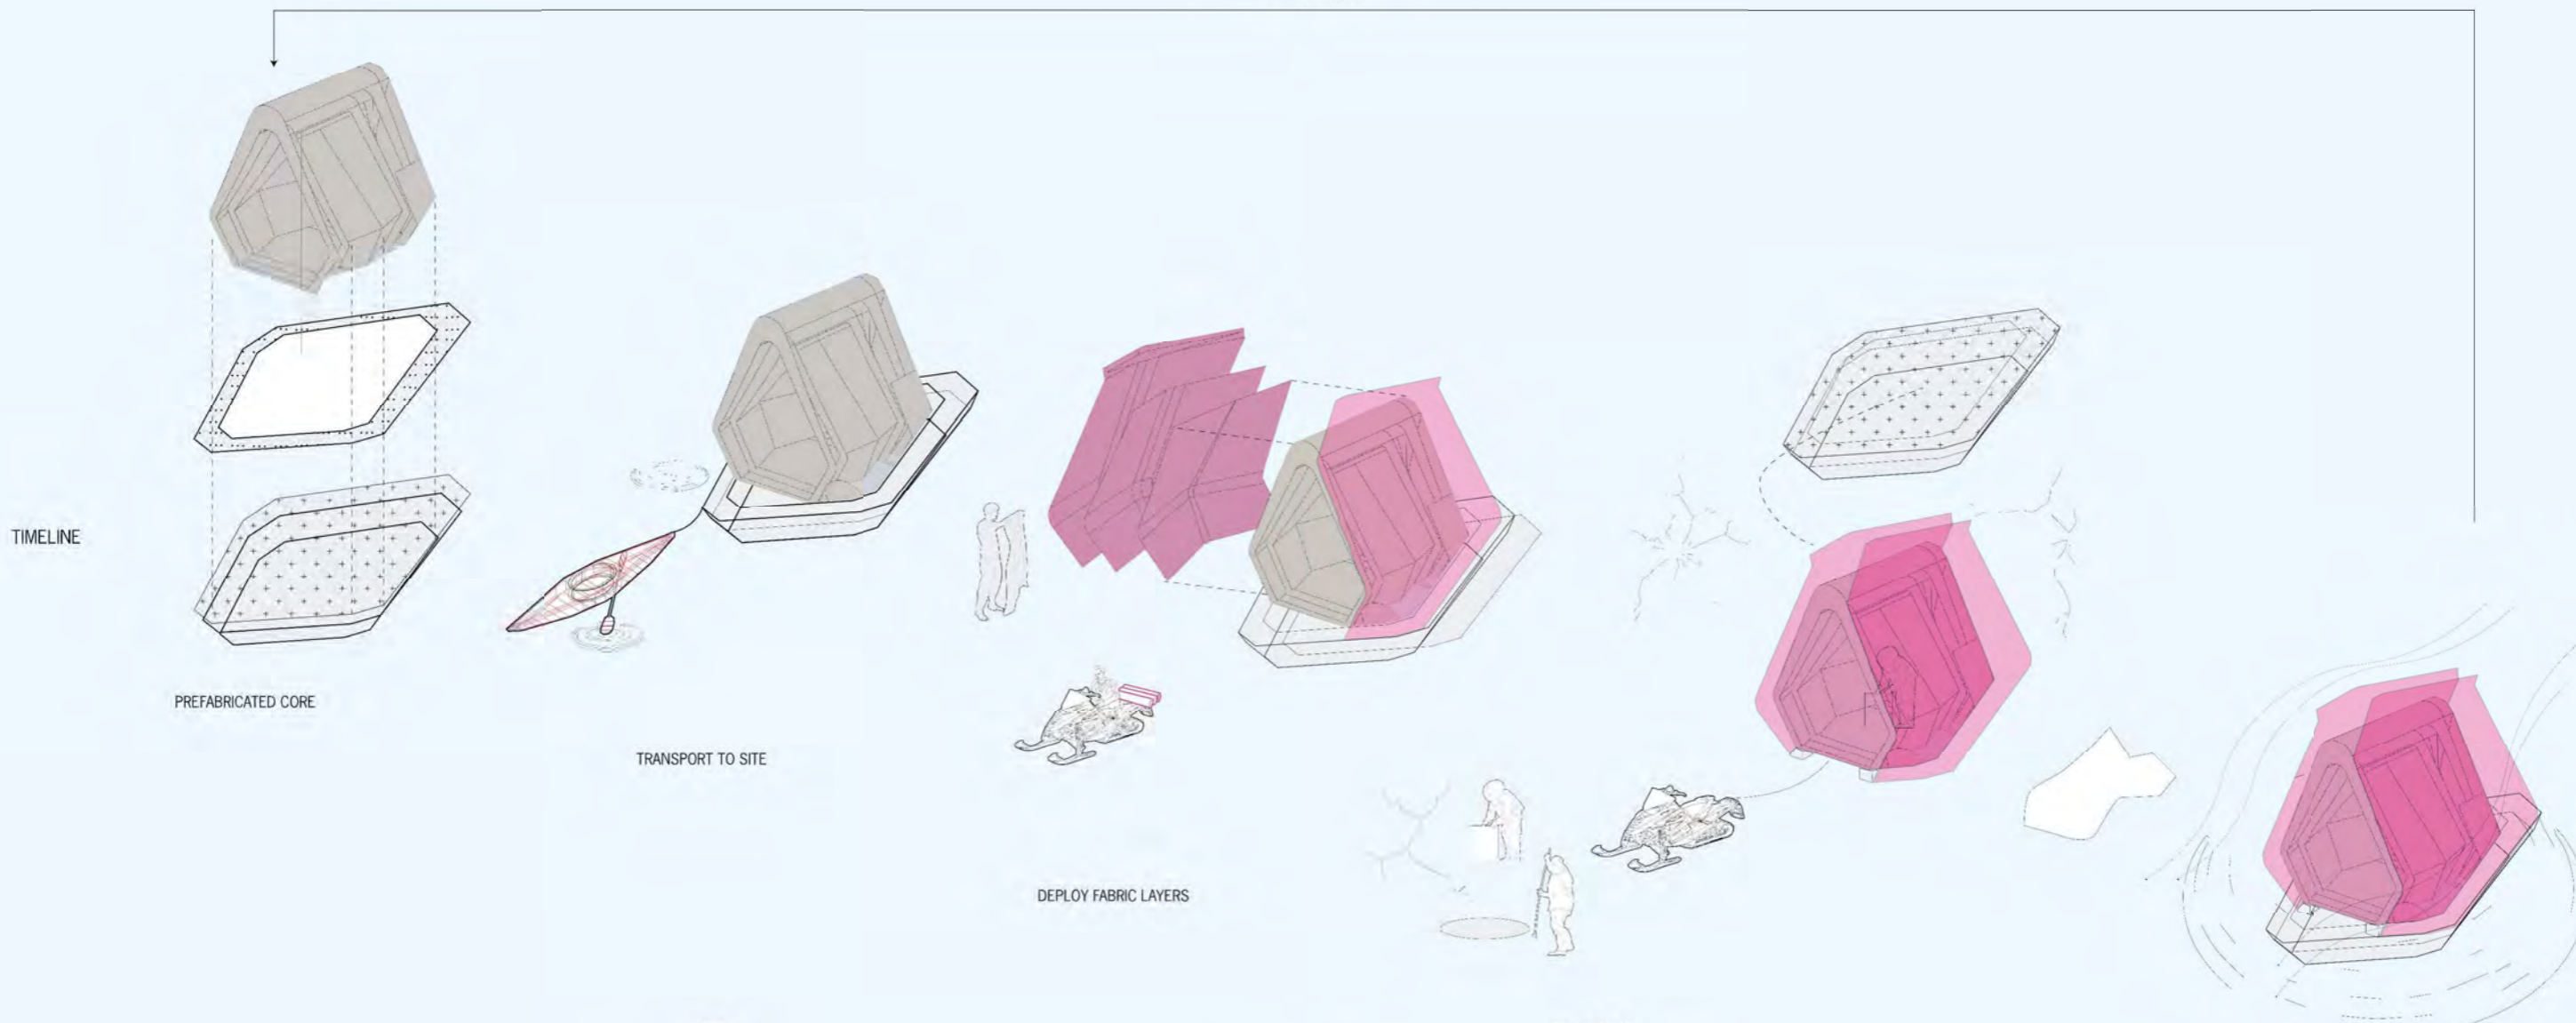 TIMELINE
PREFABRICATED CORE
TRANSPORT TO SITE
DEPLOY FABRIC LAYERS